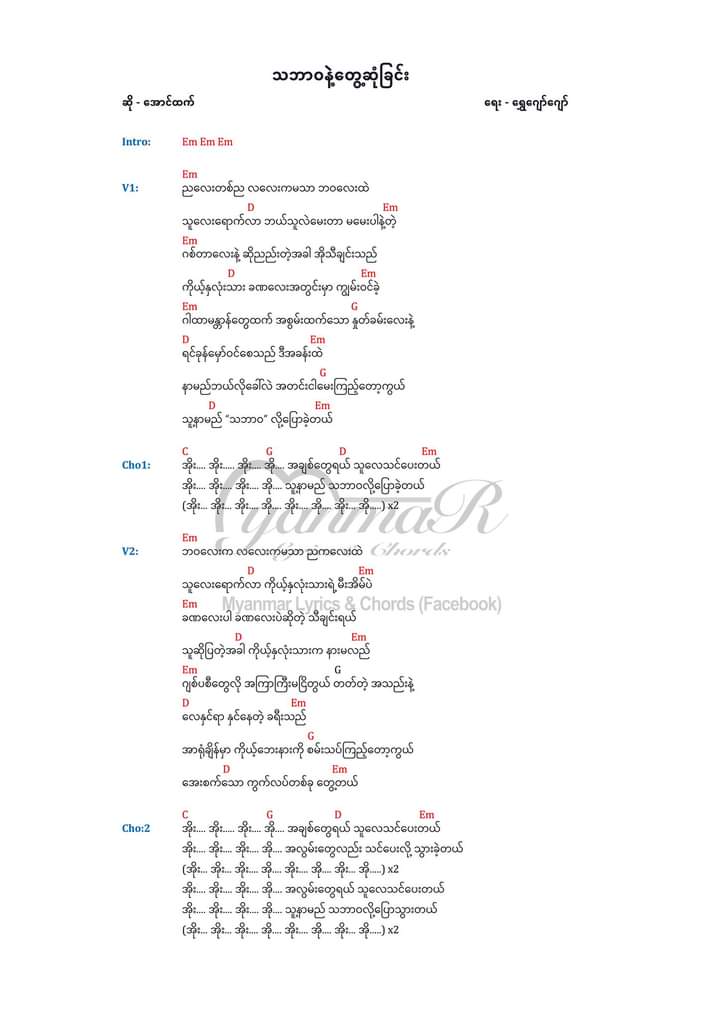 သဘာဝနဲ့တွေ့ဆုံခြင်း
ဆို - အောင်ထက် ရေး - ရွှေဂျော်ဂျော်
Intro: Em Em Em
Em
V1: ညလေးတစ်ည လလေးကမသာ ဘဝလေးထဲ
D Em
သူလေးရောက်လာ ဘယ်သူလဲမေးတာ မမေးပါနဲ့တဲ့
Em
ဂစ်တာလေးနဲ့ ဆိုညည်းတဲ့အခါ အိုသီချင်းသည်
D Em
ကိုယ့်နှလုံးသား ခဏလေးအတွင်းမှာ ကျွမ်းဝင်ခဲ့
Em G
ဂါထာမန္တာန်တွေထက် အစွမ်းထက်သော နှုတ်ခမ်းလေးနဲ့
D Em
ရင်ခုန်မှော်ဝင်စေသည် ဒီအခန်းထဲ
G
နာမည်ဘယ်လိုခေါ်လဲ အတင်းငါမေးကြည့်တော့ကွယ်
D Em
သူ့နာမည် “သဘာဝ” လို့ပြောခဲ့တယ်
C G D Em
Cho1: အိုး.... အိုး..... အိုး.... အို.... အချစ်တွေရယ် သူလေသင်ပေးတယ်
အိုး.... အိုး.... အိုး.... အို.... သူ့နာမည် သဘာဝလို့ပြောခဲ့တယ်
(အိုး... အိုး... အိုး.... အို.... အိုး.... အို.... အိုး... အို.....) x2
MyanmaR
Chords
Em
V2: ဘဝလေးက လလေးကမသာ ညကလေးထဲ
D Em
သူလေးရောက်လာ ကိုယ့်နှလုံးသားရဲ့ မီးအိမ်ပဲ
Myanmar Lyrics & Chords (Facebook)
Em
ခဏလေးပါ ခဏလေးပဲဆိုတဲ့ သီချင်းရယ်
D Em
သူဆိုပြတဲ့အခါ ကိုယ့်နှလုံးသားက နားမလည်
Em G
ဂျစ်ပစီတွေလို အကြာကြီးမငြိတွယ် တတ်တဲ့ အသည်းနဲ့
D Em
လေနှင်ရာ နှင်နေတဲ့ ခရီးသည်
G
အာရုံချိန်မှာ ကိုယ့်ဘေးနားကို စမ်းသပ်ကြည့်တော့ကွယ်
D Em
အေးစက်သော ကွက်လပ်တစ်ခု တွေ့တယ်
C G D Em
Cho:2 အိုး.... အိုး..... အိုး.... အို.... အချစ်တွေရယ် သူလေသင်ပေးတယ်
အိုး.... အိုး.... အိုး.... အို.... အလွမ်းတွေလည်း သင်ပေးလို့ သွားခဲ့တယ်
(အိုး... အိုး... အိုး.... အို.... အိုး.... အို.... အိုး... အို.....) x2
အိုး.... အိုး.... အိုး.... အို.... အလွမ်းတွေရယ် သူလေသင်ပေးတယ်
အိုး.... အိုး.... အိုး.... အို.... သူ့နာမည် သဘာဝလို့ပြောသွားတယ်
(အိုး... အိုး... အိုး.... အို.... အိုး.... အို.... အိုး... အို.....) x2